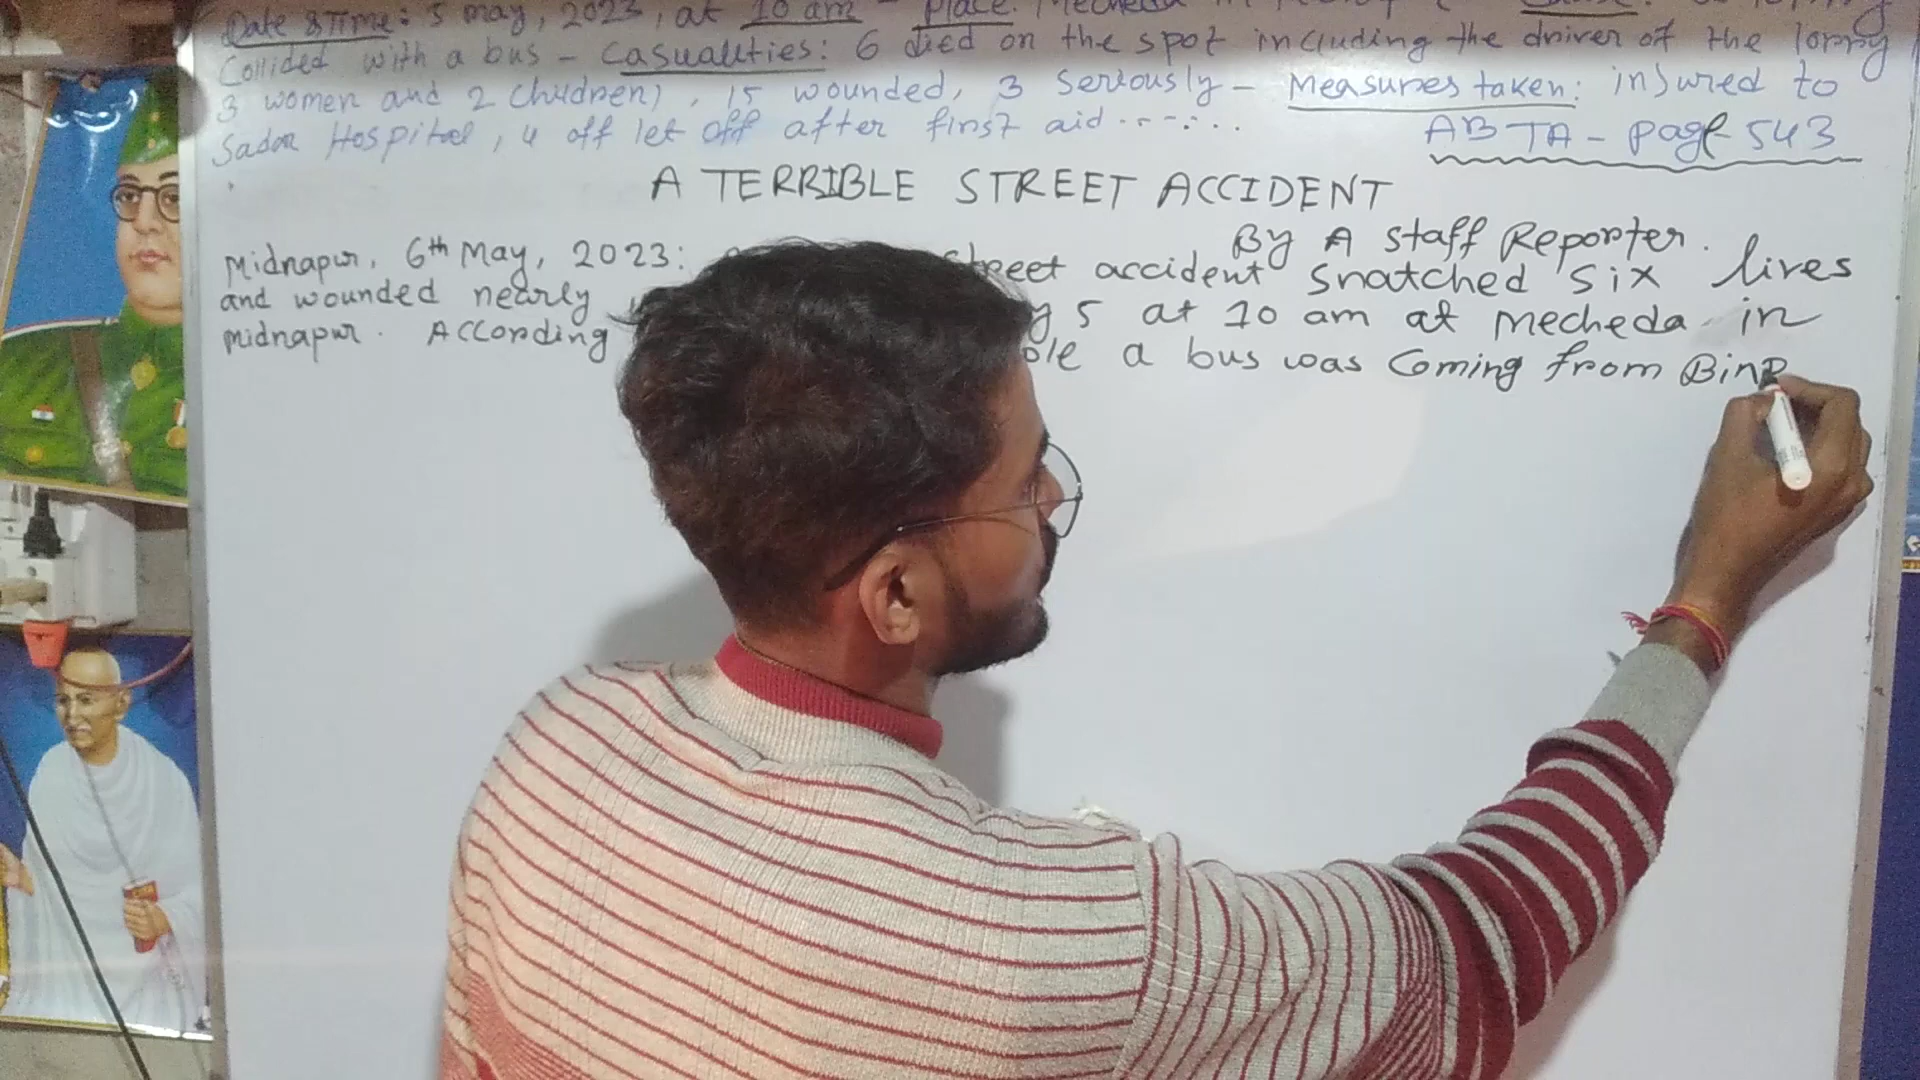 Date & Time: 5 may, 2023, at 10 am - Place: Mecheda in
Collided with a bus - Casualities: 6 died on the spot including the driver of the lorry
3 women and 2 Children), 15 wounded, 3 Seriously - Measures taken: injured to
Sadar Hospital, 4 off let off after first aid
ABTA - page 543
A TERRIBLE STREET ACCIDENT
By A Staff Reporter.
Midnapur, 6th May, 2023: street accident snatched six lives
and wounded nearly 5 at 10 am at Mecheda in
Midnapur. According a bus was Coming from